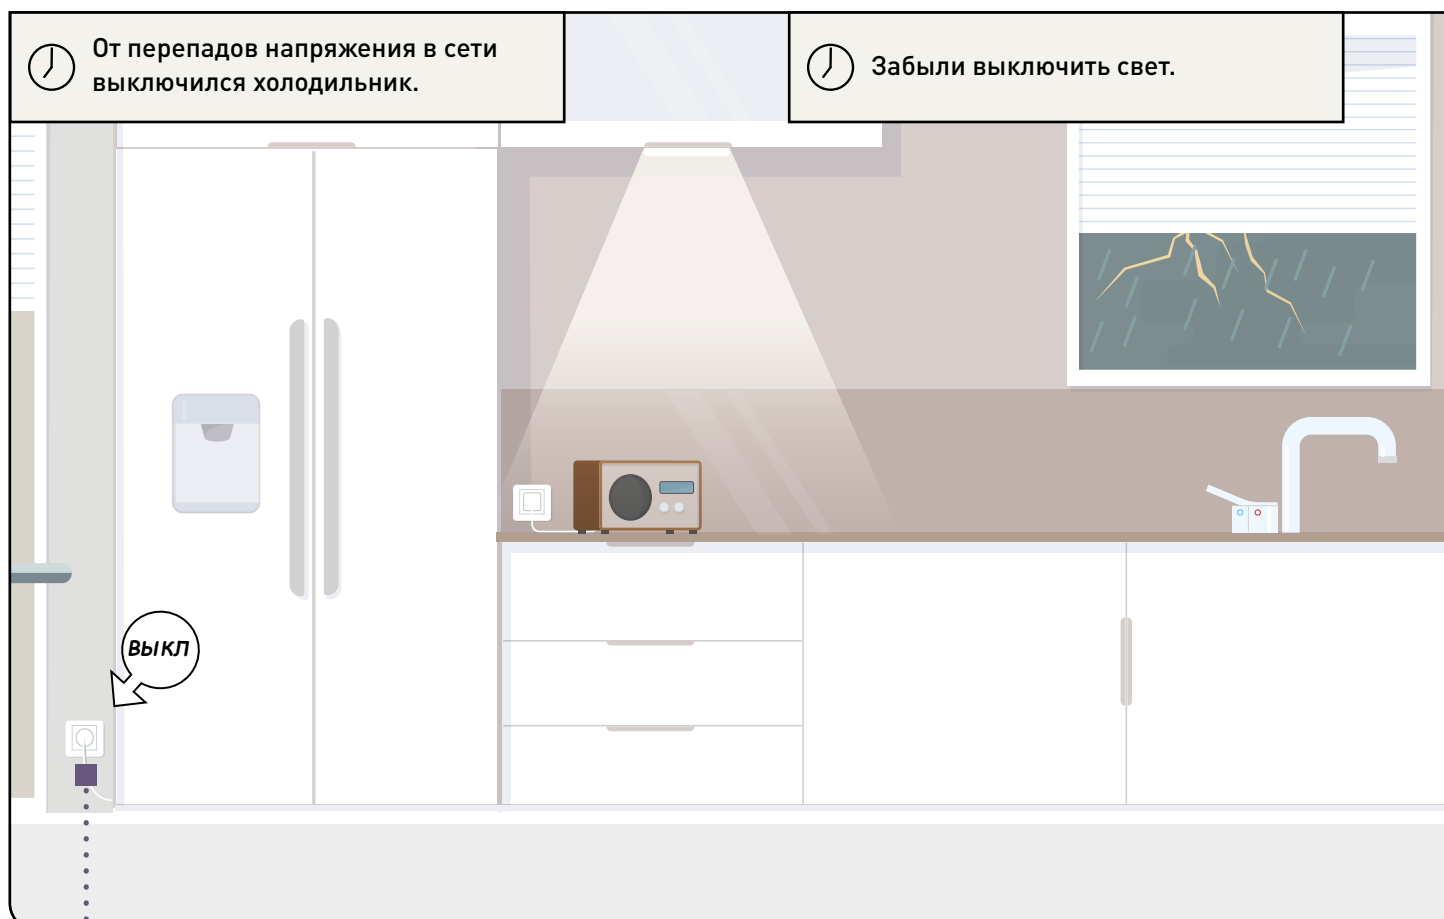 От перепадов напряжения в сети
выключился холодильник.
Забыли выключить свет.
ВЫКЛ